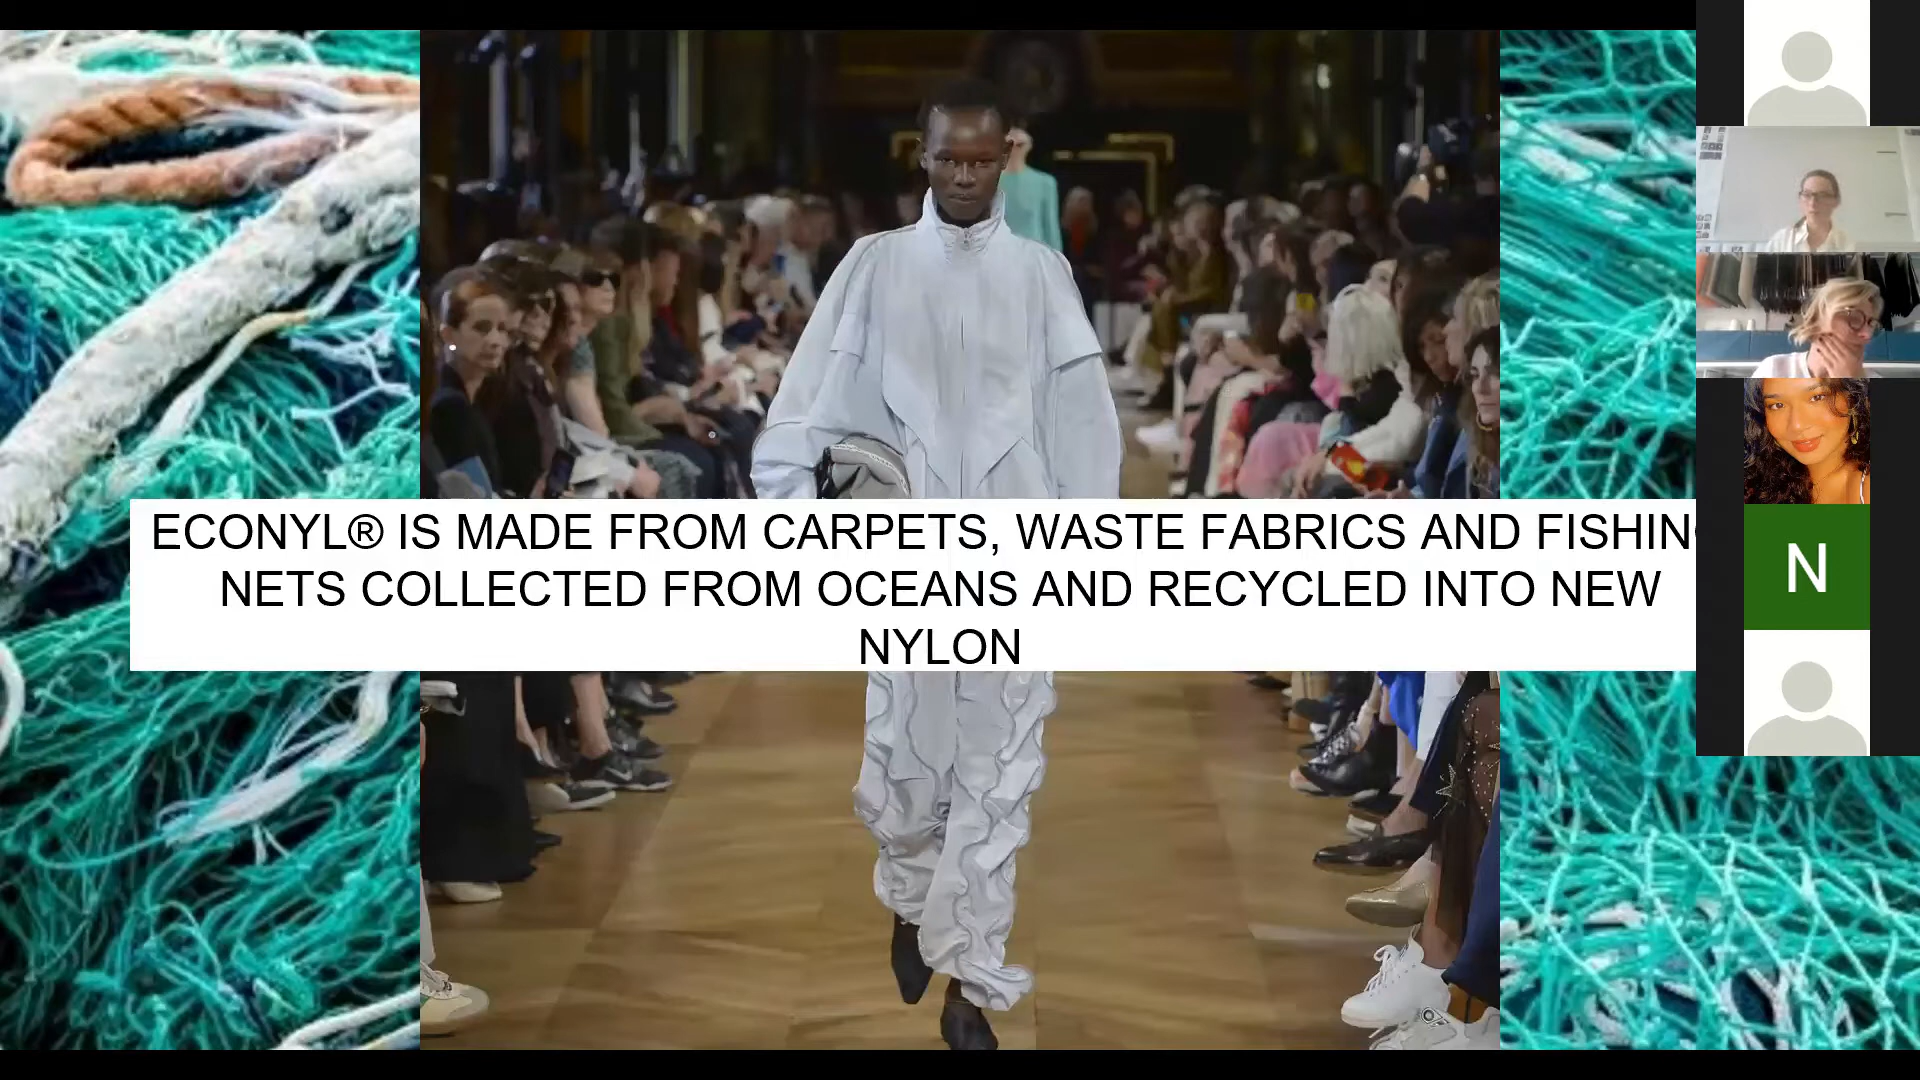 ECONYL® IS MADE FROM CARPETS, WASTE FABRICS AND FISHING
NETS COLLECTED FROM OCEANS AND RECYCLED INTO NEW
NYLON
N